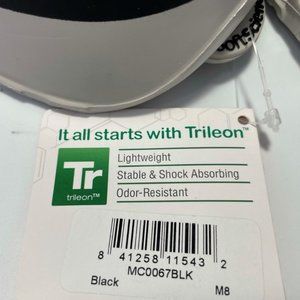 It all starts with Trileon™
Tr
trileon™
Lightweight
Stable & Shock Absorbing
Odor-Resistant
8 41258 11543 2
MC0067BLK
Black M8